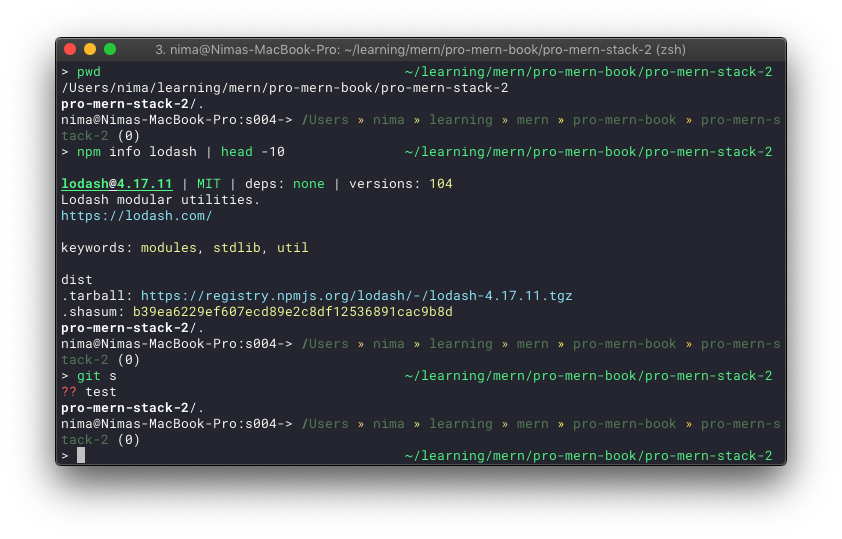 3. nima@Nimas-MacBook-Pro: ~/learning/mern/pro-mern-book/pro-mern-stack-2 (zsh)
> pwd ~/learning/mern/pro-mern-book/pro-mern-stack-2
/Users/nima/learning/mern/pro-mern-book/pro-mern-stack-2
pro-mern-stack-2/.
nima@Nimas-MacBook-Pro:s004-> /Users » nima » learning » mern » pro-mern-book » pro-mern-s
tack-2 (0)
> npm info lodash | head -10 ~/learning/mern/pro-mern-book/pro-mern-stack-2
lodash@4.17.11 | MIT | deps: none | versions: 104
Lodash modular utilities.
https://lodash.com/
keywords: modules, stdlib, util
dist
.tarball: https://registry.npmjs.org/lodash/-/lodash-4.17.11.tgz
.shasum: b39ea6229ef607ecd89e2c8df12536891cac9b8d
pro-mern-stack-2/.
nima@Nimas-MacBook-Pro:s004-> /Users » nima » learning » mern » pro-mern-book » pro-mern-s
tack-2 (0)
> git s ~/learning/mern/pro-mern-book/pro-mern-stack-2
?? test
pro-mern-stack-2/.
nima@Nimas-MacBook-Pro:s004-> /Users » nima » learning » mern » pro-mern-book » pro-mern-s
tack-2 (0)
> ~/learning/mern/pro-mern-book/pro-mern-stack-2